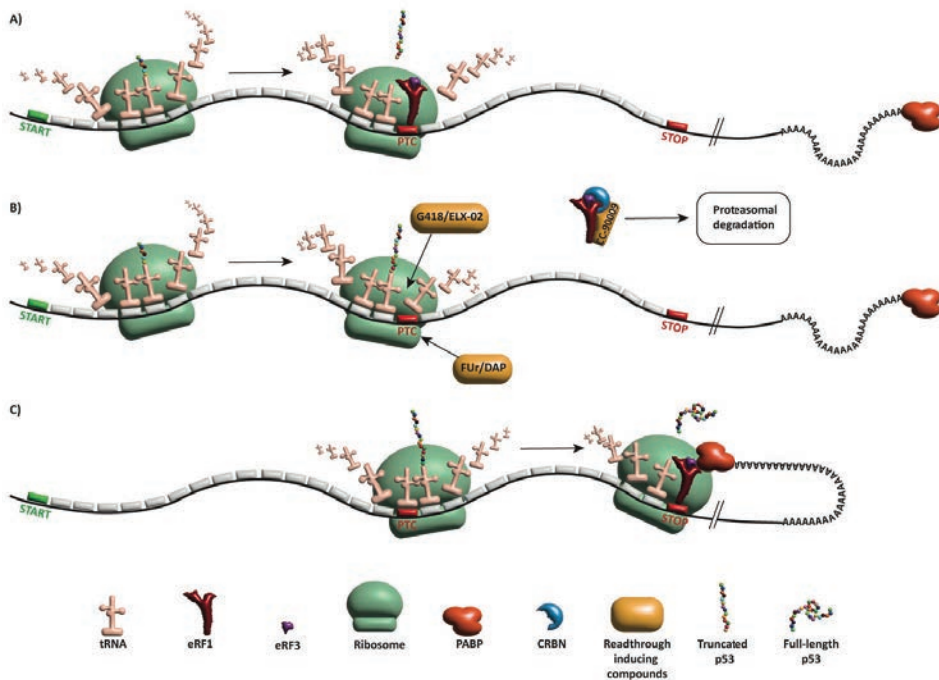 A)
START
PTC
STOP
AAAAAAAAAAAAAAAAAAAAAAAAAAAAA
B)
G418/ELX-02
CC-90009
Proteasomal
degradation
START
PTC
STOP
FUr/DAP
C)
START
PTC
STOP
tRNA
eRF1
eRF3
Ribosome
PABP
CRBN
Readthrough
inducing
compounds
Truncated
p53
Full-length
p53